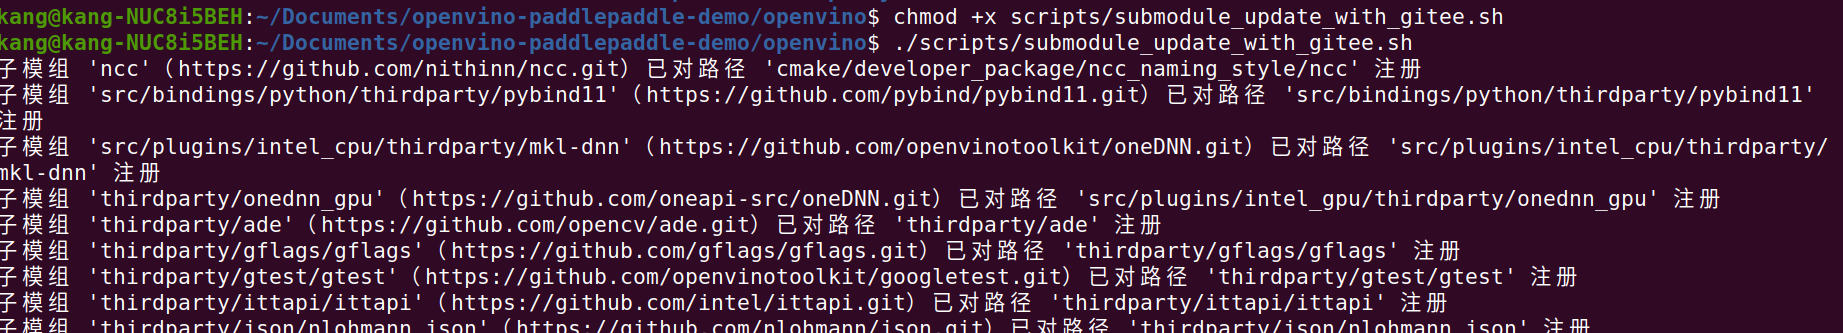 kang@kang-NUC8i5BEH:~/Documents/openvino-paddlepaddle-demo/openvino$ chmod +x scripts/submodule_update_with_gitee.sh
kang@kang-NUC8i5BEH:~/Documents/openvino-paddlepaddle-demo/openvino$ ./scripts/submodule_update_with_gitee.sh
子模组 'ncc'（https://github.com/nithinn/ncc.git）已对路径 'cmake/developer_package/ncc_naming_style/ncc' 注册
子模组 'src/bindings/python/thirdparty/pybind11'（https://github.com/pybind/pybind11.git）已对路径 'src/bindings/python/thirdparty/pybind11'
注册
子模组 'src/plugins/intel_cpu/thirdparty/mkl-dnn'（https://github.com/openvinotoolkit/oneDNN.git）已对路径 'src/plugins/intel_cpu/thirdparty/
mkl-dnn' 注册
子模组 'thirdparty/onednn_gpu'（https://github.com/oneapi-src/oneDNN.git）已对路径 'src/plugins/intel_gpu/thirdparty/onednn_gpu' 注册
子模组 'thirdparty/ade'（https://github.com/opencv/ade.git）已对路径 'thirdparty/ade' 注册
子模组 'thirdparty/gflags/gflags'（https://github.com/gflags/gflags.git）已对路径 'thirdparty/gflags/gflags' 注册
子模组 'thirdparty/gtest/gtest'（https://github.com/openvinotoolkit/googletest.git）已对路径 'thirdparty/gtest/gtest' 注册
子模组 'thirdparty/ittapi/ittapi'（https://github.com/intel/ittapi.git）已对路径 'thirdparty/ittapi/ittapi' 注册
子模组 'thirdparty/json/nlohmann_json'（https://github.com/nlohmann/json.git）已对路径 'thirdparty/json/nlohmann_json' 注册